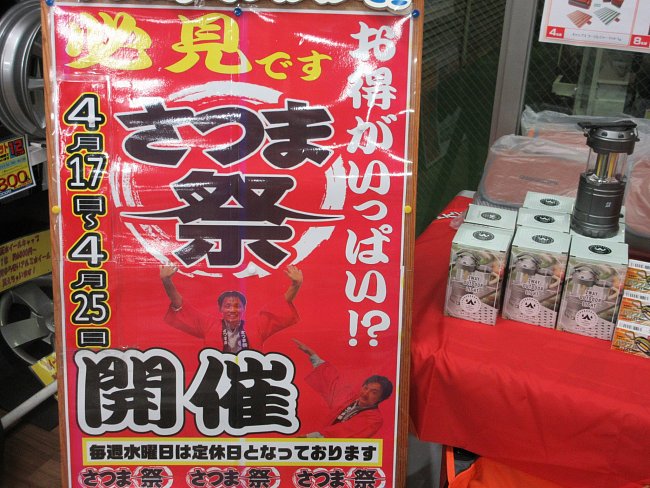 必見です
お得がいっぱい!?
さつま
祭
4月17日~4月25日
開催
毎週水曜日は定休日となっております
さつま祭 さつま祭 さつま祭